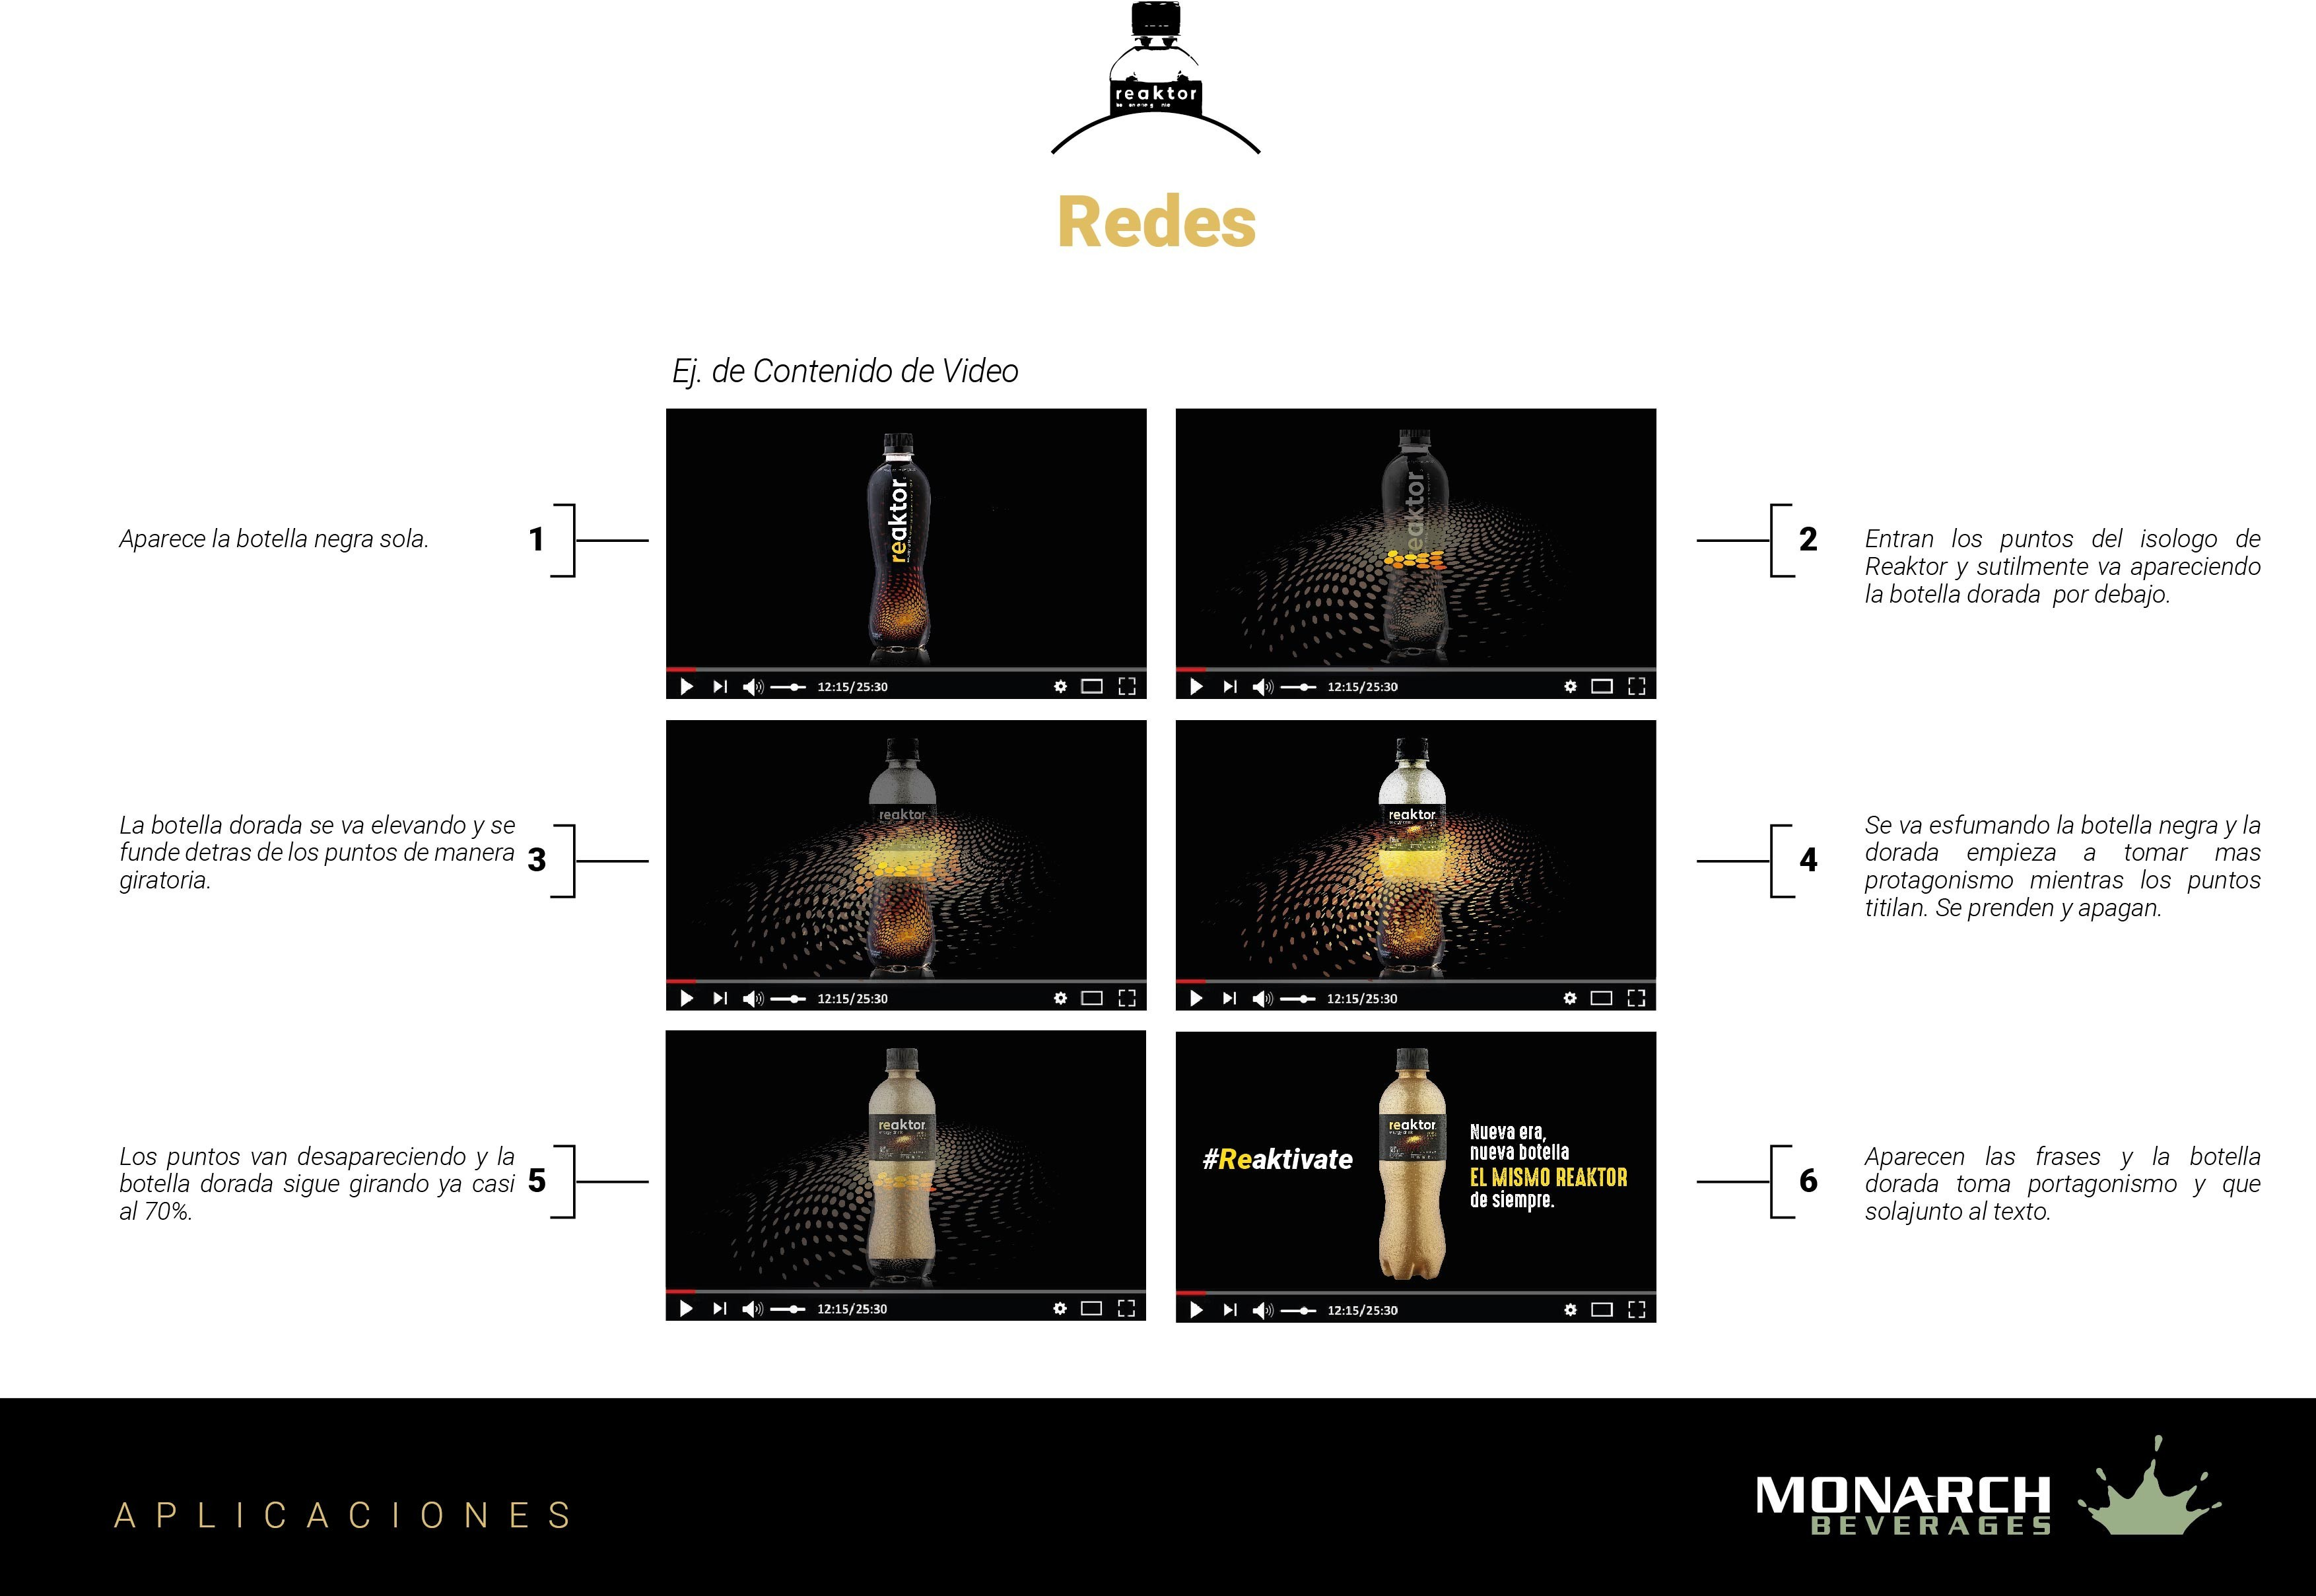 reaktor
Redes
Ej. de Contenido de Video
Aparece la botella negra sola.
1
reaktor
12:15/25:30
reaktor
12:15/25:30
2
Entran los puntos del isologo de
Reaktor y sutilmente va apareciendo
la botella dorada por debajo.
La botella dorada se va elevando y se
funde detras de los puntos de manera
giratoria.
3
reaktor
12:15/25:30
reaktor
12:15/25:30
4
Se va esfumando la botella negra y la
dorada empieza a tomar mas
protagonismo mientras los puntos
titilan. Se prenden y apagan.
Los puntos van desapareciendo y la
botella dorada sigue girando ya casi
al 70%.
5
reaktor
12:15/25:30
#Reaktivate
reaktor
Nueva era,
nueva botella
EL MISMO REAKTOR
de siempre.
12:15/25:30
6
Aparecen las frases y la botella
dorada toma portagonismo y que
solajunto al texto.
APLICACIONES
MONARCH
BEVERAGES